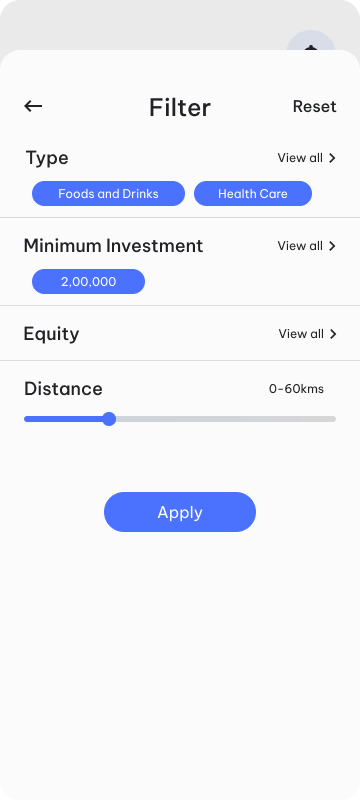 Filter
Reset
Type
View all
Foods and Drinks
Health Care
Minimum Investment
View all
2,00,000
Equity
View all
Distance
0-60kms
Apply